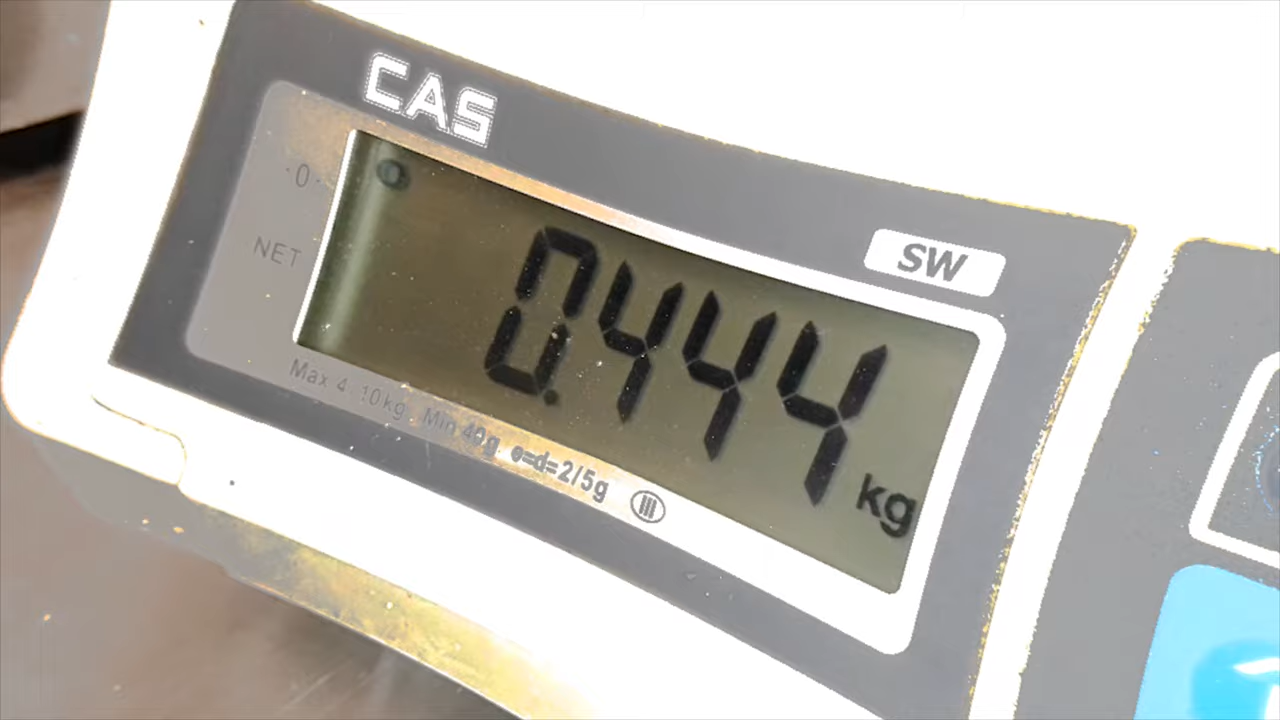 CAS
·0·
SW
NET
0.444 kg
Max 4, 10kg, Min 40g, e=d=2/5g III